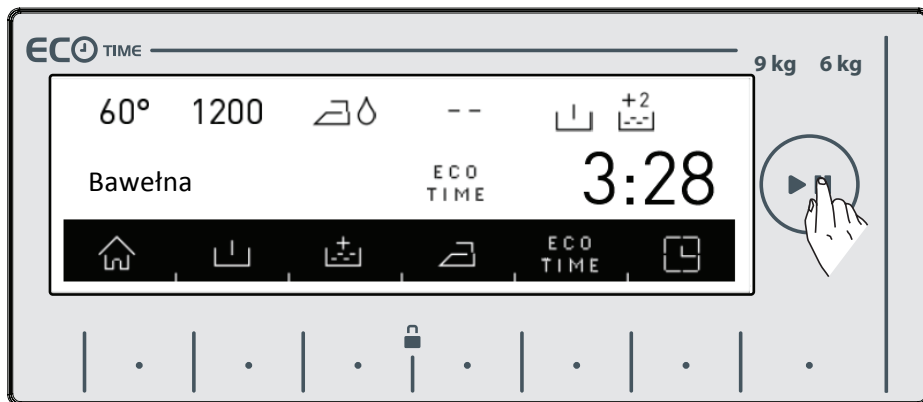 ECO TIME
9 kg 6 kg
60° 1200 -- +2
Bawełna
ECO
TIME
3:28
ECO
TIME